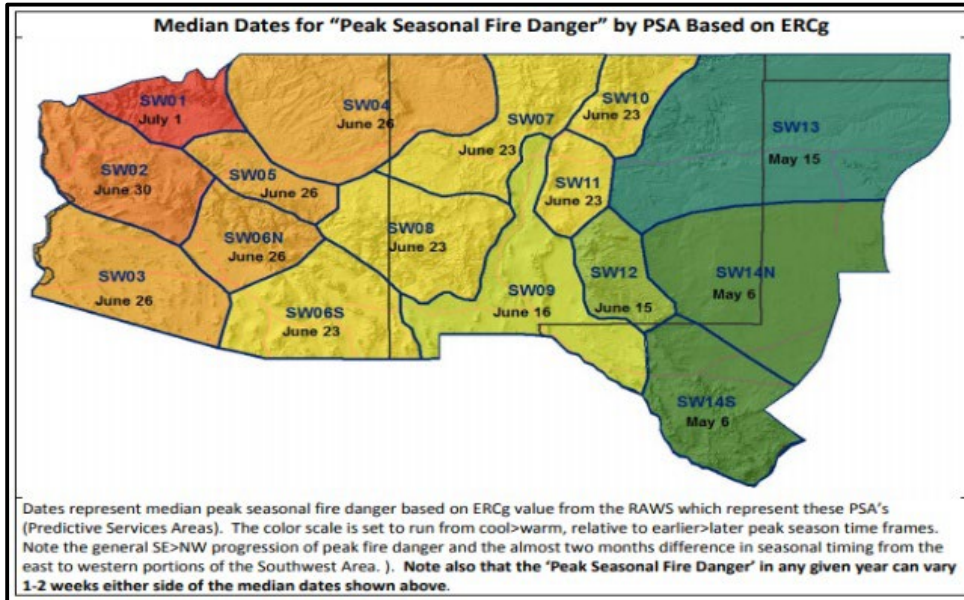 Median Dates for “Peak Seasonal Fire Danger” by PSA Based on ERCg
SW01
July 1
SW04
June 26
SW07
June 23
SW10
June 23
SW13
May 15
SW02
June 30
SW05
June 26
SW11
June 23
SW06N
June 26
SW08
June 23
SW03
June 26
SW06S
June 23
SW09
June 16
SW12
June 15
SW14N
May 6
SW14S
May 6
Dates represent median peak seasonal fire danger based on ERCg value from the RAWS which represent these PSA’s
(Predictive Services Areas). The color scale is set to run from cool>warm, relative to earlier>later peak season time frames.
Note the general SE>NW progression of peak fire danger and the almost two months difference in seasonal timing from the
east to western portions of the Southwest Area. ). Note also that the ‘Peak Seasonal Fire Danger’ in any given year can vary
1-2 weeks either side of the median dates shown above.